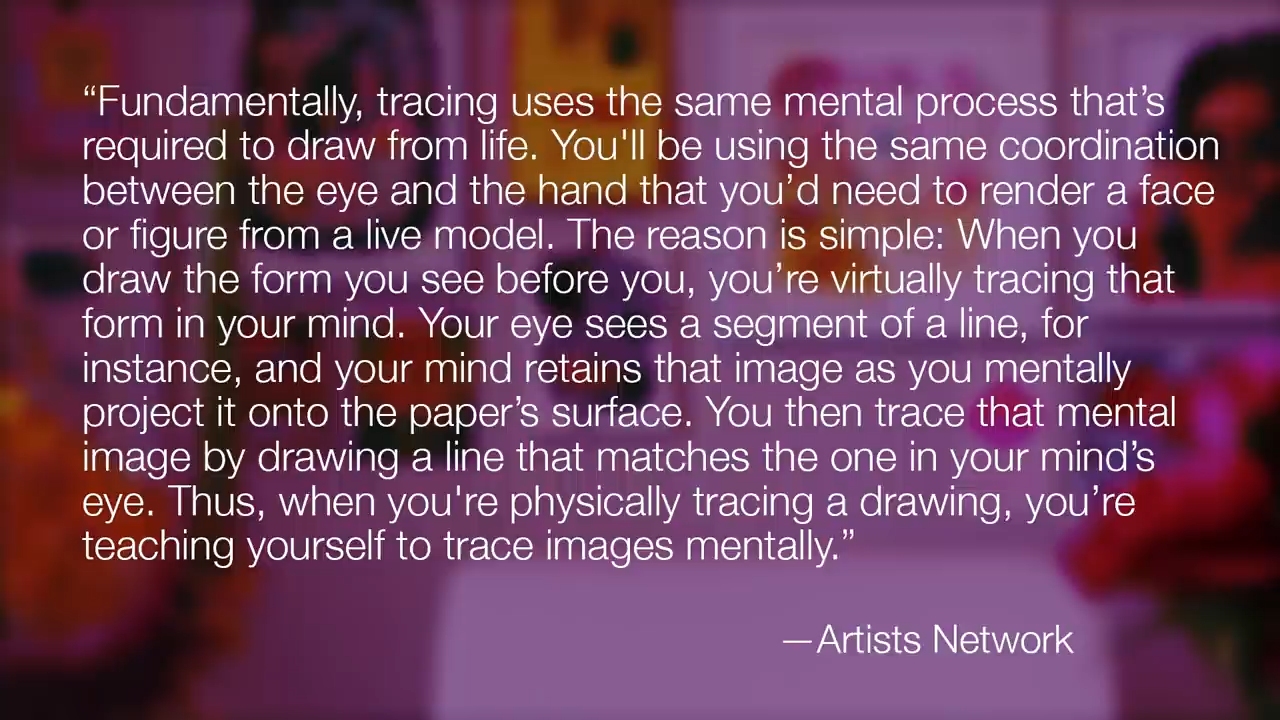 “Fundamentally, tracing uses the same mental process that’s
required to draw from life. You'll be using the same coordination
between the eye and the hand that you’d need to render a face
or figure from a live model. The reason is simple: When you
draw the form you see before you, you’re virtually tracing that
form in your mind. Your eye sees a segment of a line, for
instance, and your mind retains that image as you mentally
project it onto the paper’s surface. You then trace that mental
image by drawing a line that matches the one in your mind’s
eye. Thus, when you're physically tracing a drawing, you’re
teaching yourself to trace images mentally.”
—Artists Network